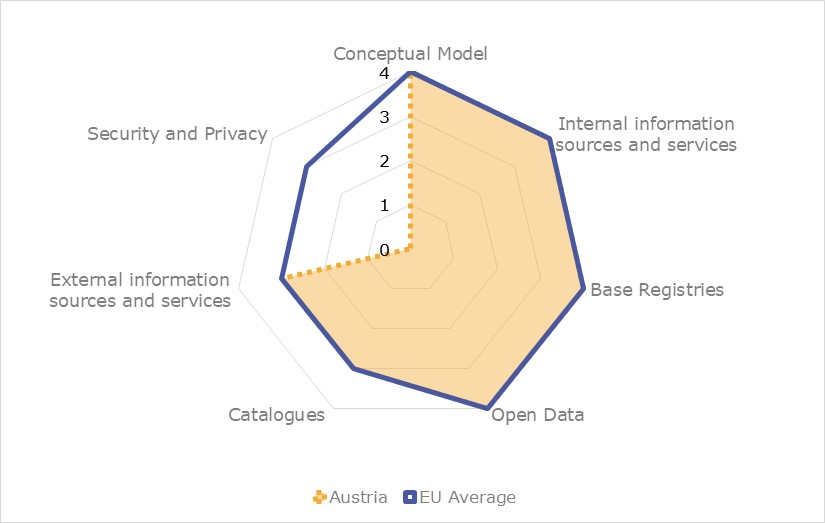 Conceptual Model
4
Internal information
sources and services
3
Security and Privacy
2
1
0
External information
sources and services
Base Registries
Catalogues
Open Data
Austria
EU Average